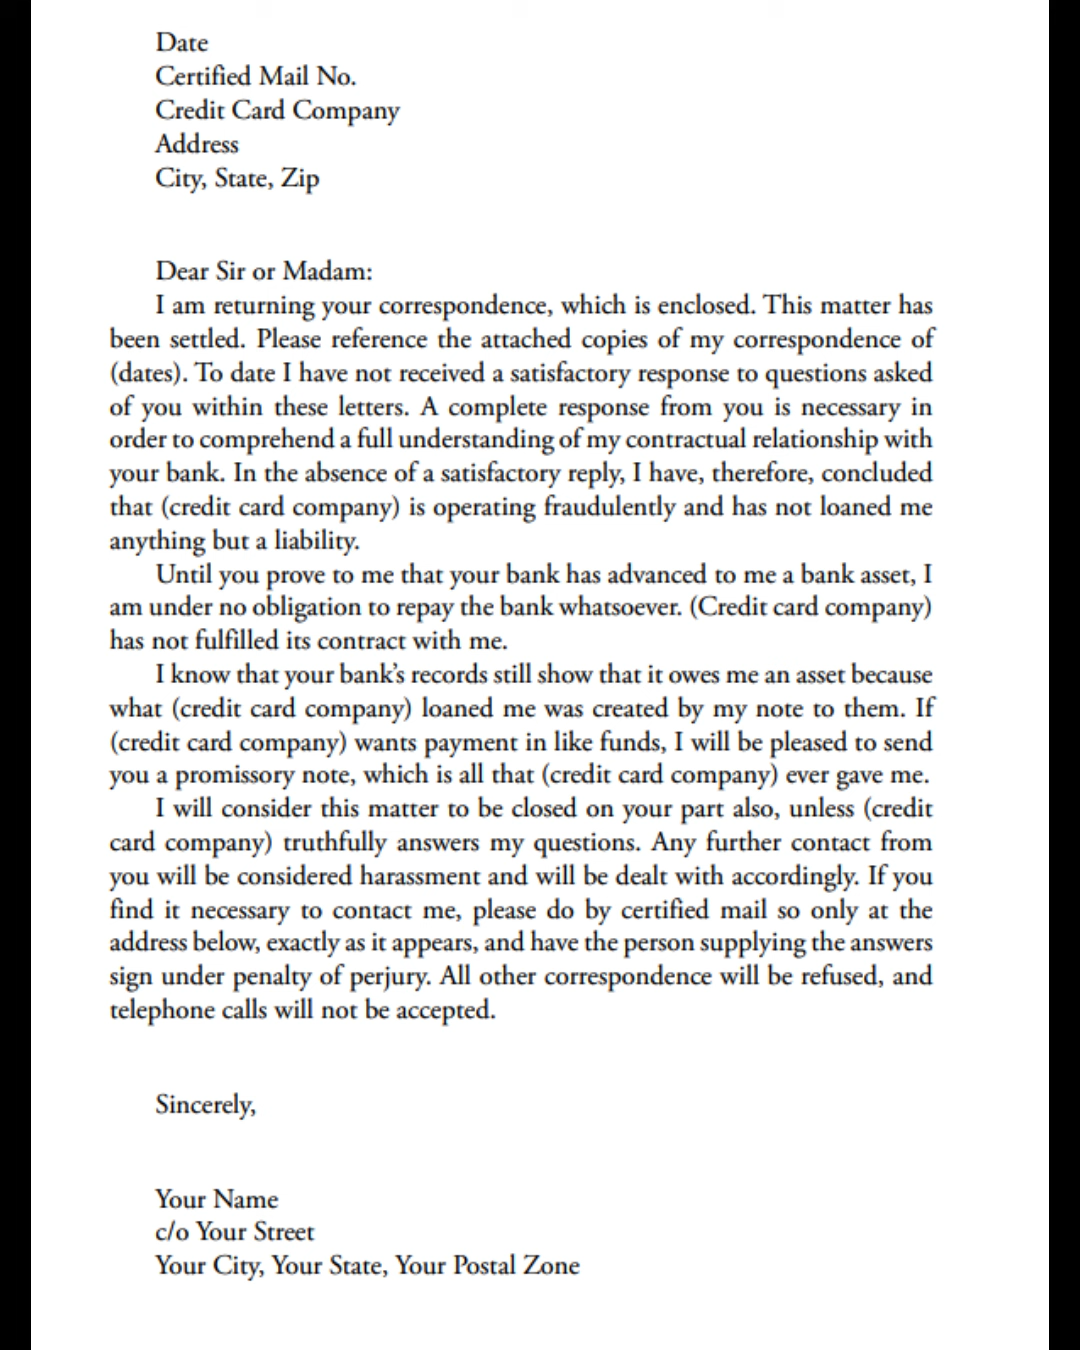 Date
Certified Mail No.
Credit Card Company
Address
City, State, Zip
Dear Sir or Madam:
I am returning your correspondence, which is enclosed. This matter has
been settled. Please reference the attached copies of my correspondence of
(dates). To date I have not received a satisfactory response to questions asked
of you within these letters. A complete response from you is necessary in
order to comprehend a full understanding of my contractual relationship with
your bank. In the absence of a satisfactory reply, I have, therefore, concluded
that (credit card company) is operating fraudulently and has not loaned me
anything but a liability.
Until you prove to me that your bank has advanced to me a bank asset, I
am under no obligation to repay the bank whatsoever. (Credit card company)
has not fulfilled its contract with me.
I know that your bank's records still show that it owes me an asset because
what (credit card company) loaned me was created by my note to them. If
(credit card company) wants payment in like funds, I will be pleased to send
you a promissory note, which is all that (credit card company) ever gave me.
I will consider this matter to be closed on your part also, unless (credit
card company) truthfully answers my questions. Any further contact from
you will be considered harassment and will be dealt with accordingly. If you
find it necessary to contact me, please do by certified mail so only at the
address below, exactly as it appears, and have the person supplying the answers
sign under penalty of perjury. All other correspondence will be refused, and
telephone calls will not be accepted.
Sincerely,
Your Name
c/o Your Street
Your City, Your State, Your Postal Zone